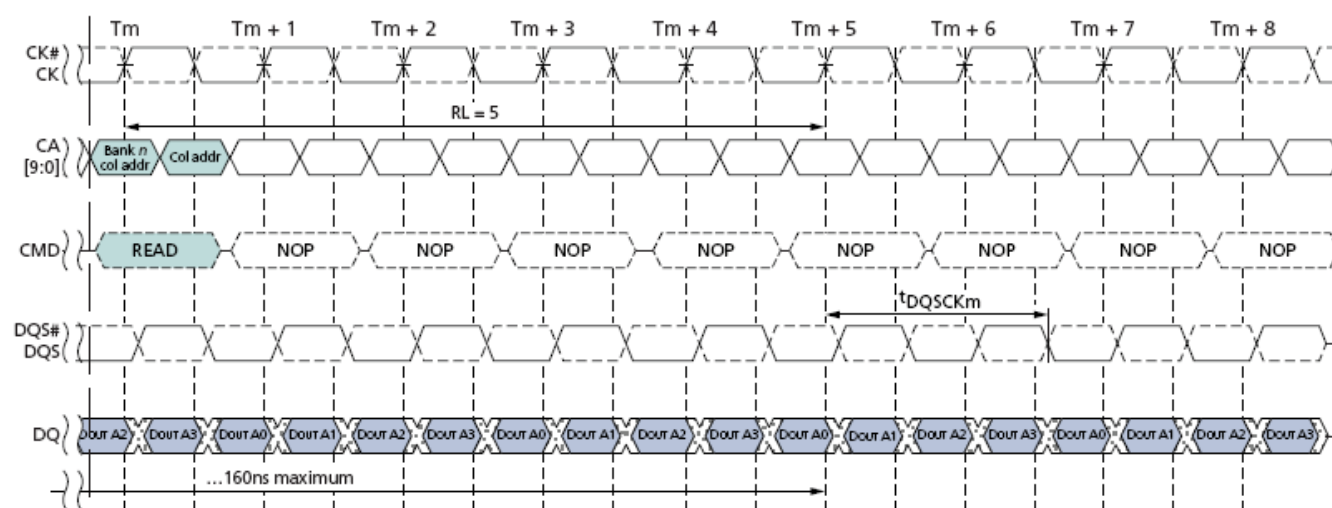 Tm Tm + 1 Tm + 2 Tm + 3 Tm + 4 Tm + 5 Tm + 6 Tm + 7 Tm + 8
CK#
CK
RL = 5
CA
[9:0]
Bank n
col addr
Col addr
CMD READ NOP NOP NOP NOP NOP NOP NOP NOP
tDQSCKm
DQS#
DQS
DQ DOUT A2 DOUT A3 DOUT A0 DOUT A1 DOUT A2 DOUT A3 DOUT A0 DOUT A1 DOUT A2 DOUT A3 DOUT A0 DOUT A1 DOUT A2 DOUT A3 DOUT A0 DOUT A1 DOUT A2 DOUT A3
...160ns maximum